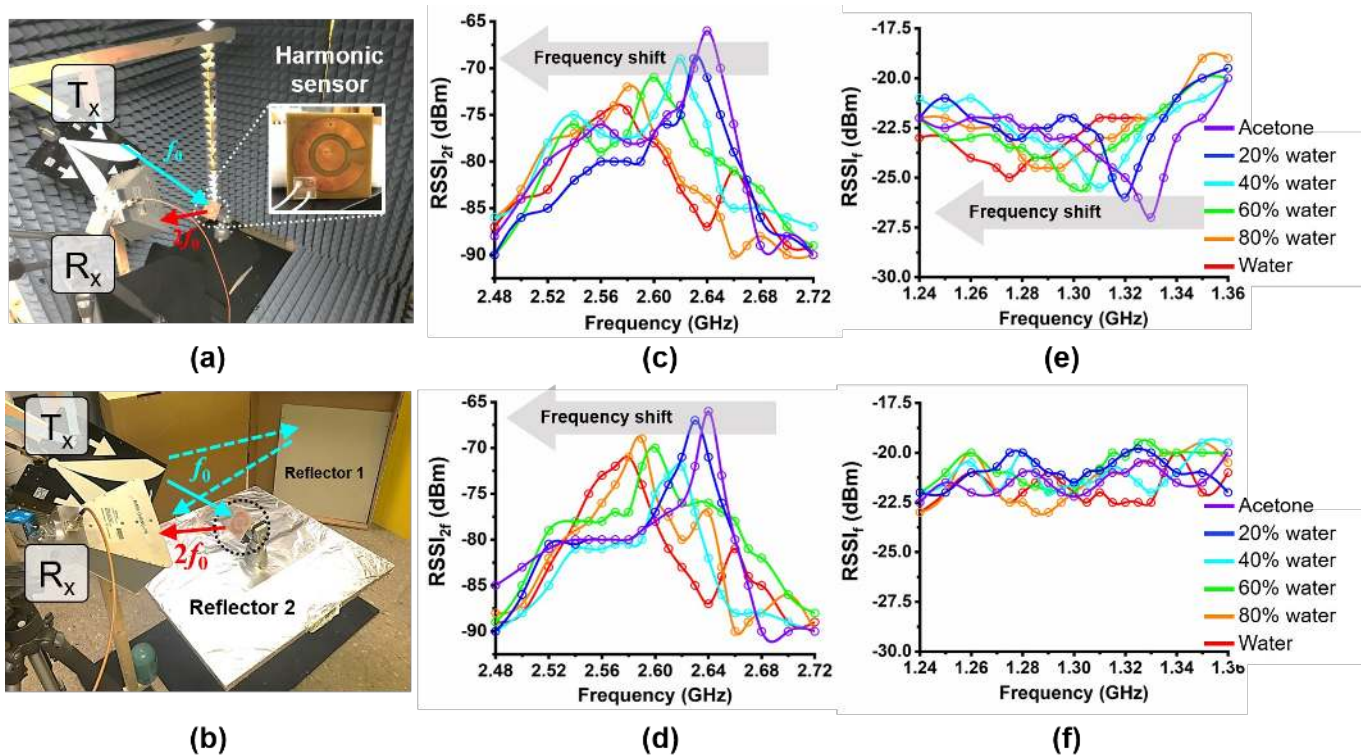 Tx
f0
2f0
Rx
Harmonic
sensor
(a)
RSSI2f (dBm)
-65
-70
-75
-80
-85
-90
Frequency shift
2.48 2.52 2.56 2.60 2.64 2.68 2.72
Frequency (GHz)
(c)
RSSIf (dBm)
-17.5
-20.0
-22.5
-25.0
-27.5
-30.0
Frequency shift
Acetone
20% water
40% water
60% water
80% water
Water
1.24 1.26 1.28 1.30 1.32 1.34 1.36
Frequency (GHz)
(e)
Tx
f0
Reflector 1
2f0
Rx
Reflector 2
(b)
RSSI2f (dBm)
-65
-70
-75
-80
-85
-90
Frequency shift
2.48 2.52 2.56 2.60 2.64 2.68 2.72
Frequency (GHz)
(d)
RSSIf (dBm)
-17.5
-20.0
-22.5
-25.0
-27.5
-30.0
Acetone
20% water
40% water
60% water
80% water
Water
1.24 1.26 1.28 1.30 1.32 1.34 1.36
Frequency (GHz)
(f)